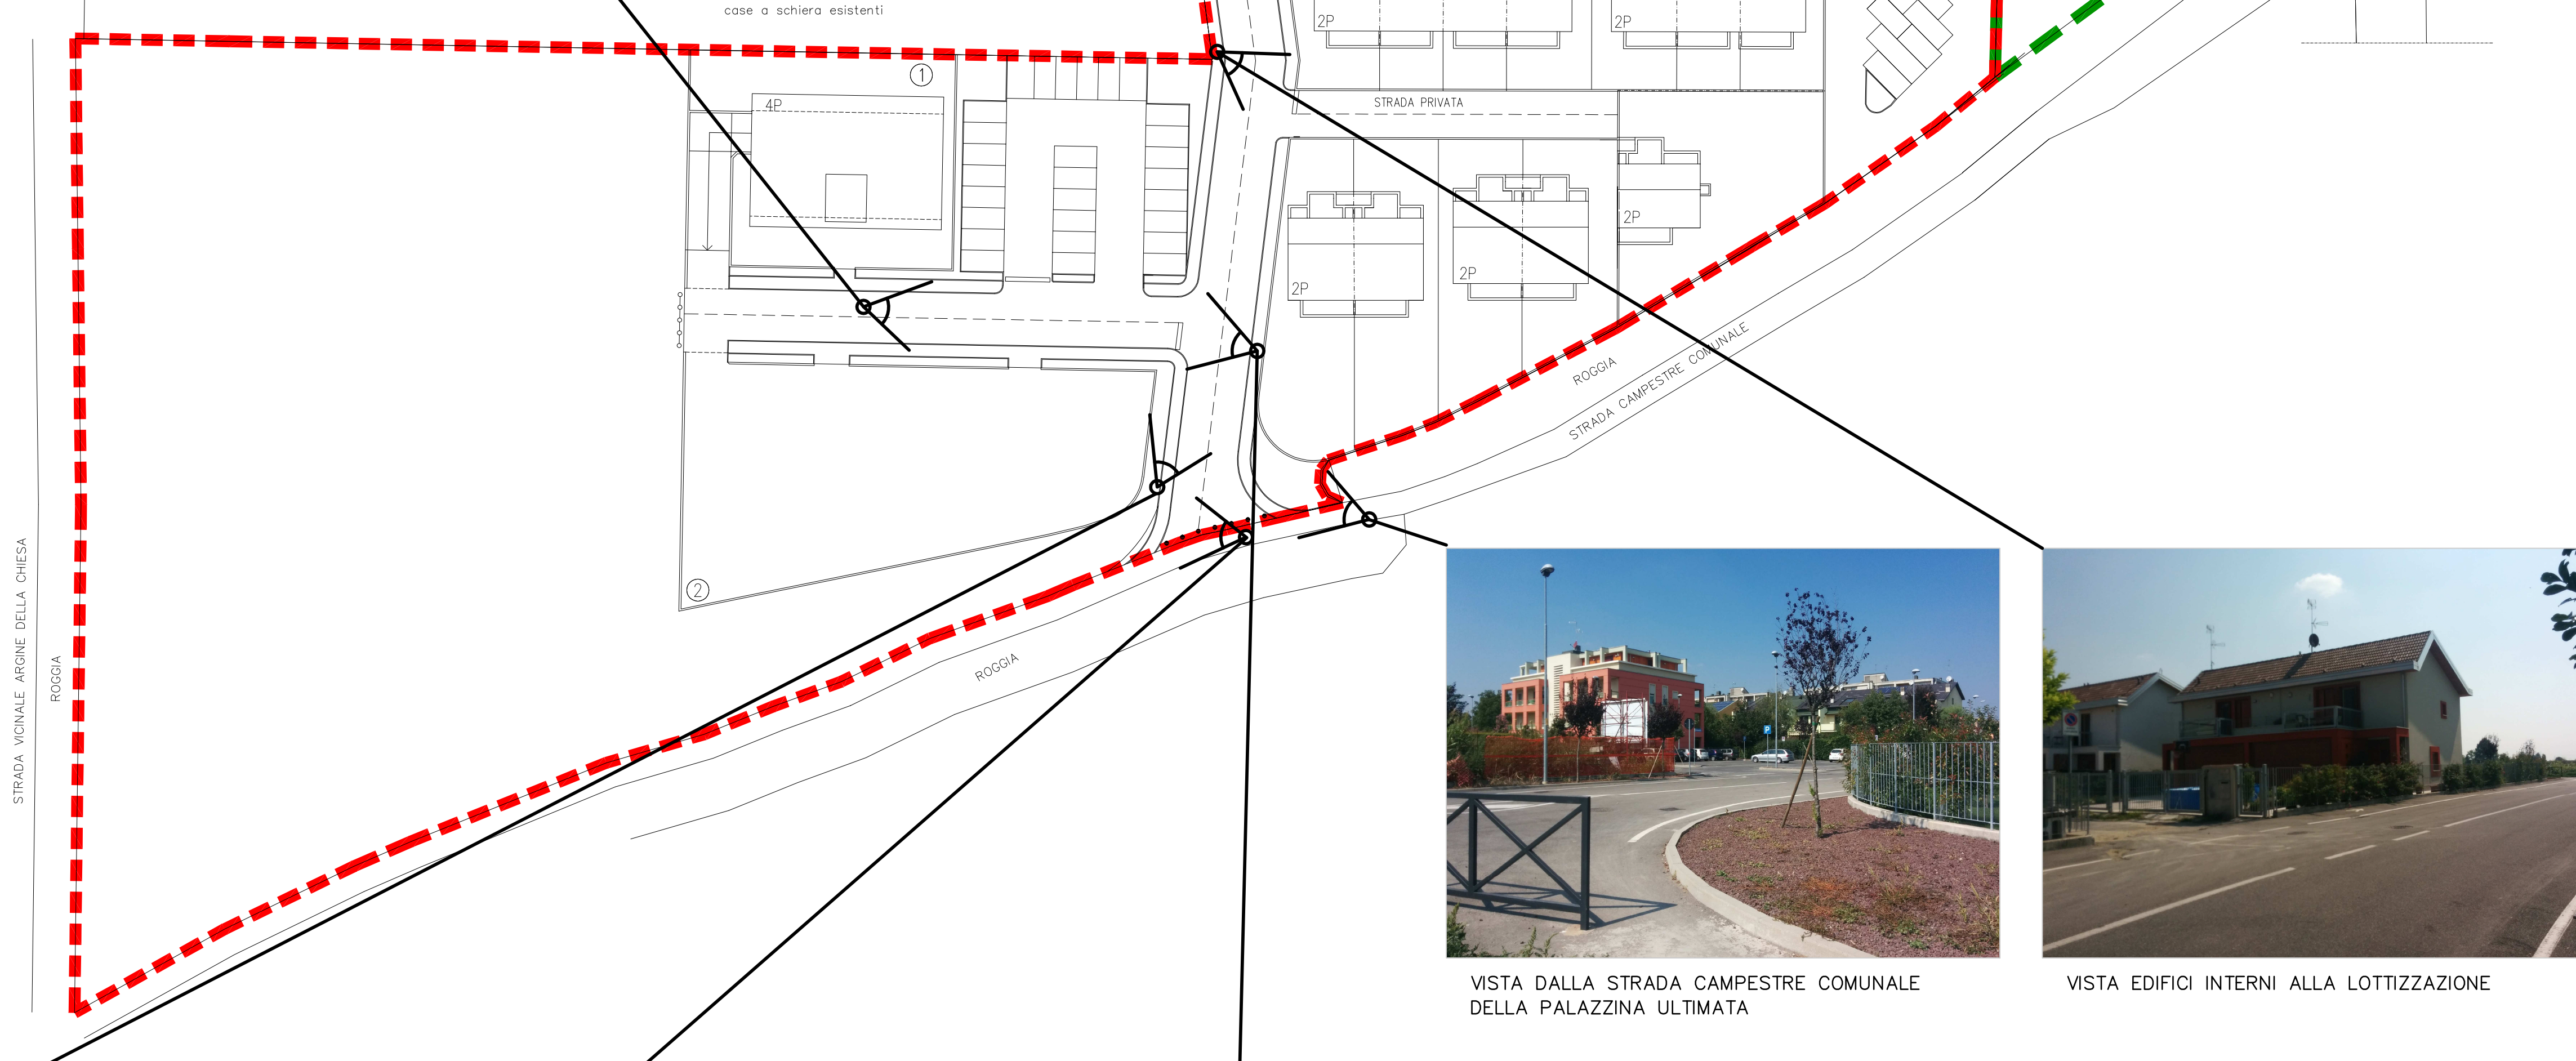 case a schiera esistenti
2P
2P
1
4P
STRADA PRIVATA
2P
2P
2P
ROGGIA
STRADA CAMPESTRE COMUNALE
2
ROGGIA
STRADA VICINALE ARGINE DELLA CHIESA
ROGGIA
P
VISTA DALLA STRADA CAMPESTRE COMUNALE
DELLA PALAZZINA ULTIMATA
VISTA EDIFICI INTERNI ALLA LOTTIZZAZIONE